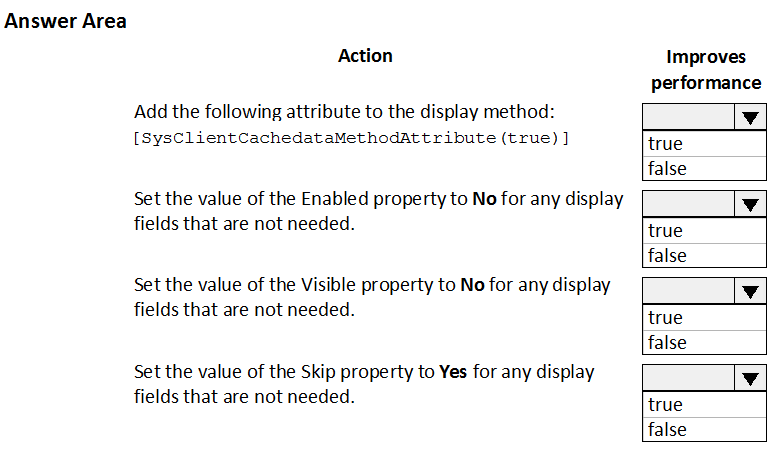 Answer Area
Action
Improves
performance
Add the following attribute to the display method:
[SysClientCachedataMethodAttribute(true)]
true
false
Set the value of the Enabled property to No for any display
fields that are not needed.
true
false
Set the value of the Visible property to No for any display
fields that are not needed.
true
false
Set the value of the Skip property to Yes for any display
fields that are not needed.
true
false